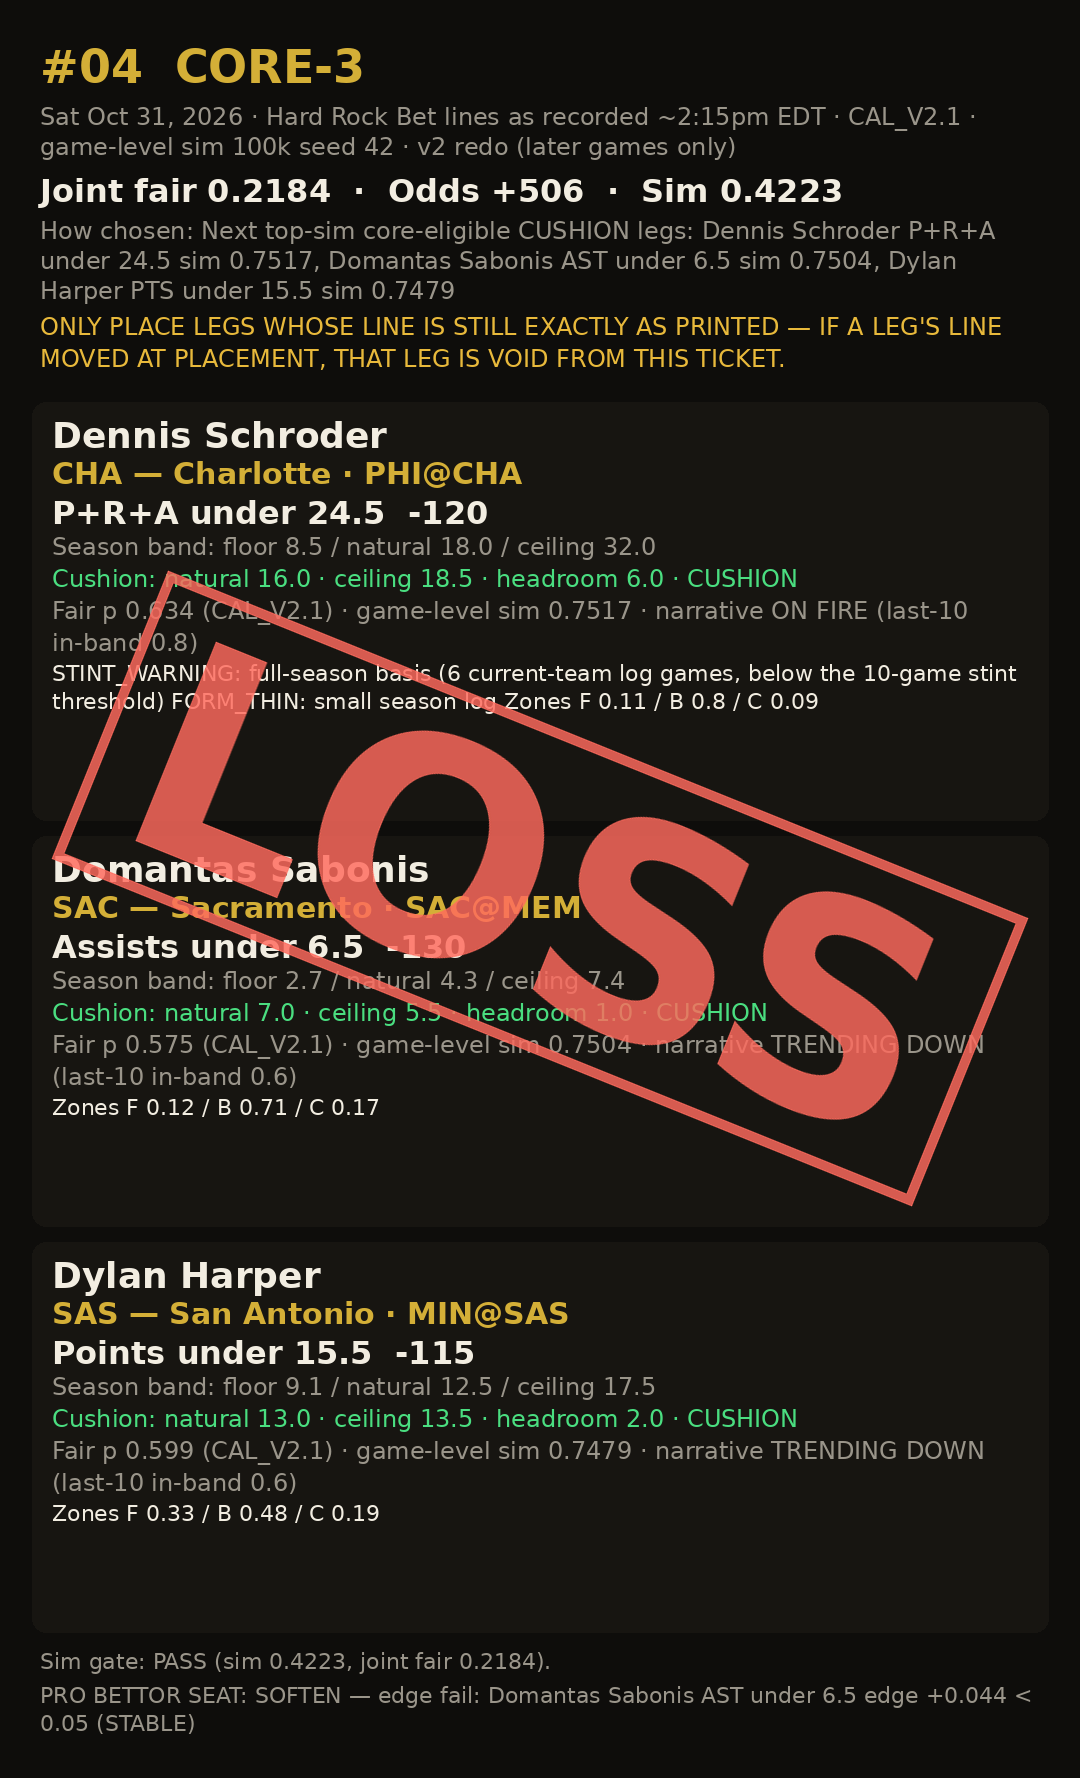 #04 CORE-3
Sat Oct 31, 2026 · Hard Rock Bet lines as recorded ~2:15pm EDT · CAL_V2.1 ·
game-level sim 100k seed 42 · v2 redo (later games only)
Joint fair 0.2184 · Odds +506 · Sim 0.4223
How chosen: Next top-sim core-eligible CUSHION legs: Dennis Schroder P+R+A
under 24.5 sim 0.7517, Domantas Sabonis AST under 6.5 sim 0.7504, Dylan
Harper PTS under 15.5 sim 0.7479
ONLY PLACE LEGS WHOSE LINE IS STILL EXACTLY AS PRINTED — IF A LEG'S LINE
MOVED AT PLACEMENT, THAT LEG IS VOID FROM THIS TICKET.
Dennis Schroder
CHA — Charlotte · PHI@CHA
P+R+A under 24.5 -120
Season band: floor 8.5 / natural 18.0 / ceiling 32.0
Cushion: natural 16.0 · ceiling 18.5 · headroom 6.0 · CUSHION
Fair p 0.634 (CAL_V2.1) · game-level sim 0.7517 · narrative ON FIRE (last-10
in-band 0.8)
STINT_WARNING: full-season basis (6 current-team log games, below the 10-game stint
threshold) FORM_THIN: small season log Zones F 0.11 / B 0.8 / C 0.09
LOSS
Domantas Sabonis
SAC — Sacramento · SAC@MEM
Assists under 6.5 -130
Season band: floor 2.7 / natural 4.3 / ceiling 7.4
Cushion: natural 7.0 · ceiling 5.5 · headroom 1.0 · CUSHION
Fair p 0.575 (CAL_V2.1) · game-level sim 0.7504 · narrative TRENDING DOWN
(last-10 in-band 0.6)
Zones F 0.12 / B 0.71 / C 0.17
Dylan Harper
SAS — San Antonio · MIN@SAS
Points under 15.5 -115
Season band: floor 9.1 / natural 12.5 / ceiling 17.5
Cushion: natural 13.0 · ceiling 13.5 · headroom 2.0 · CUSHION
Fair p 0.599 (CAL_V2.1) · game-level sim 0.7479 · narrative TRENDING DOWN
(last-10 in-band 0.6)
Zones F 0.33 / B 0.48 / C 0.19
Sim gate: PASS (sim 0.4223, joint fair 0.2184).
PRO BETTOR SEAT: SOFTEN — edge fail: Domantas Sabonis AST under 6.5 edge +0.044 <
0.05 (STABLE)